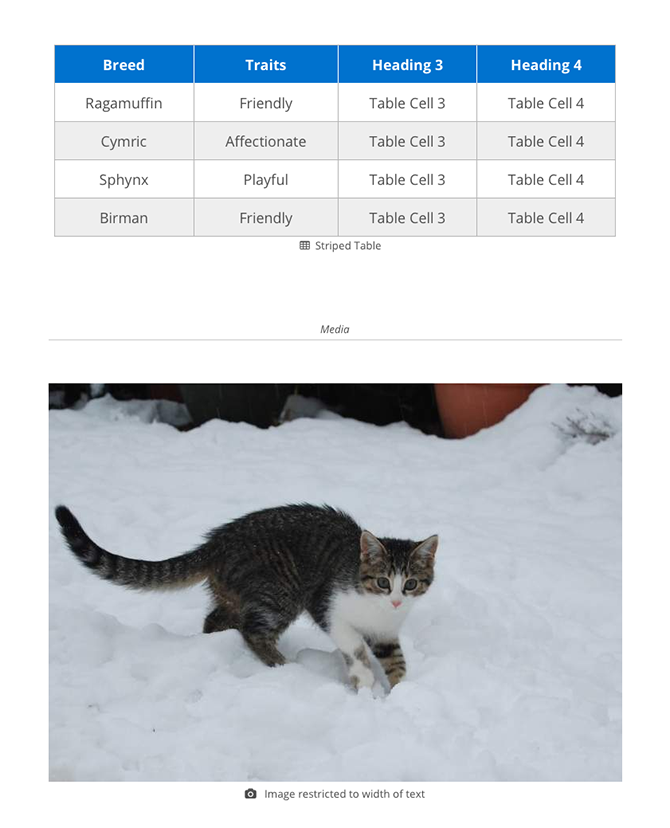 Breed Traits Heading 3 Heading 4
Ragamuffin Friendly Table Cell 3 Table Cell 4
Cymric Affectionate Table Cell 3 Table Cell 4
Sphynx Playful Table Cell 3 Table Cell 4
Birman Friendly Table Cell 3 Table Cell 4
Striped Table
Media
Image restricted to width of text